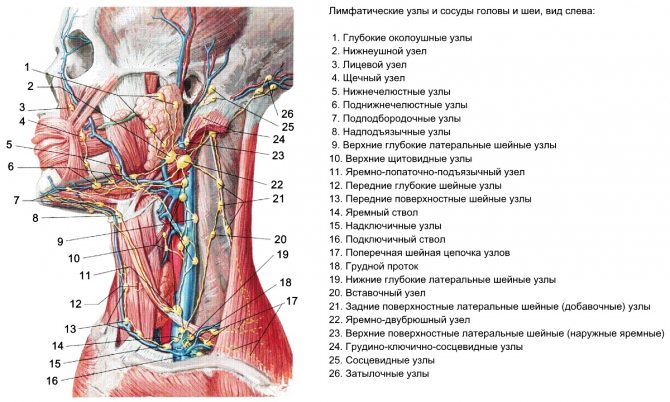 Лимфатические узлы и сосуды головы и шеи, вид слева:
1. Глубокие околоушные узлы
2. Нижнеушной узел
3. Лицевой узел
4. Щечный узел
5. Нижнечелюстные узлы
6. Поднижнечелюстные узлы
7. Подподбородочные узлы
8. Надподъязычные узлы
9. Верхние глубокие латеральные шейные узлы
10. Верхние щитовидные узлы
11. Яремно-лопаточно-подъязычный узел
12. Передние глубокие шейные узлы
13. Передние поверхностные шейные узлы
14. Яремный ствол
15. Надключичные узлы
16. Подключичный ствол
17. Поперечная шейная цепочка узлов
18. Грудной проток
19. Нижние глубокие латеральные шейные узлы
20. Вставочный узел
21. Задние поверхностные латеральные шейные (добавочные) узлы
22. Яремно-двубрюшный узел
23. Верхние поверхностные латеральные шейные (наружные яремные)
24. Грудино-ключично-сосцевидные узлы
25. Сосцевидные узлы
26. Затылочные узлы
1
2
3
4
5
6
7
8
9
10
11
12
13
14
15
16
26
25
24
23
22
21
20
19
18
17